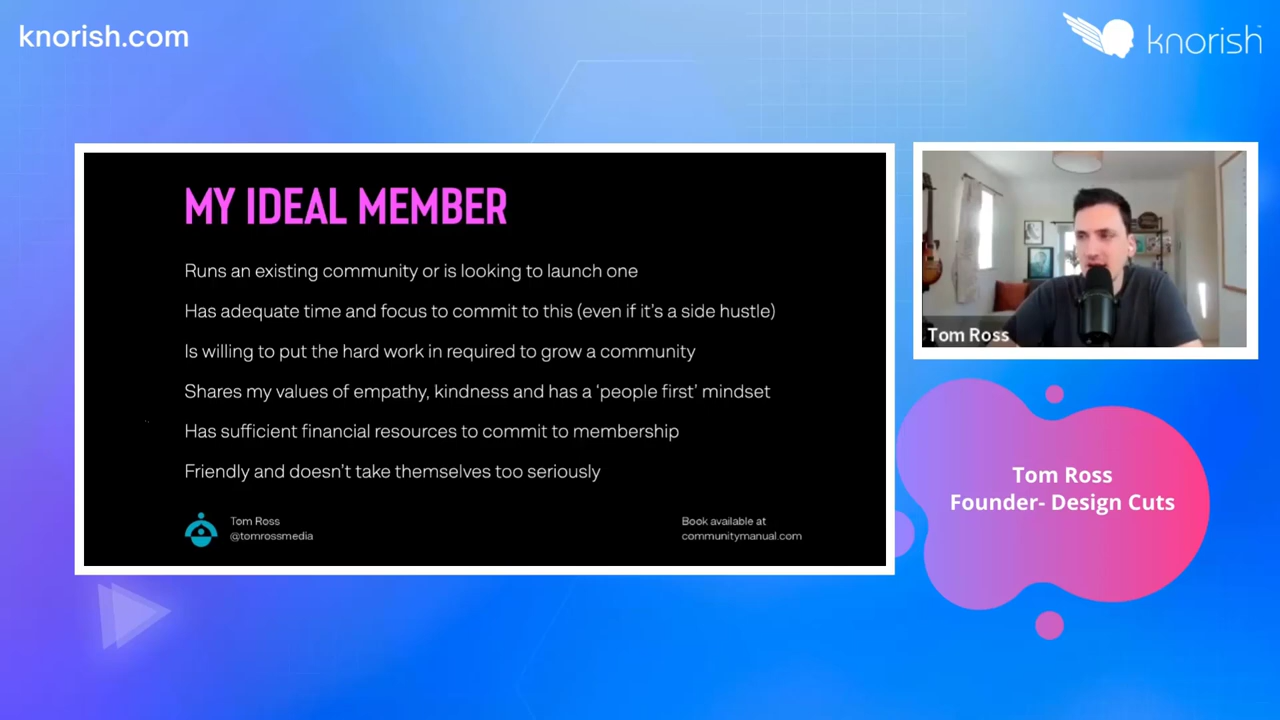 knorish.com
knorish
MY IDEAL MEMBER
Runs an existing community or is looking to launch one
Has adequate time and focus to commit to this (even if it's a side hustle)
Is willing to put the hard work in required to grow a community
Shares my values of empathy, kindness and has a ‘people first’ mindset
Has sufficient financial resources to commit to membership
Friendly and doesn't take themselves too seriously
Tom Ross
@tomrossmedia
Book available at
communitymanual.com
Tom Ross
Tom Ross
Founder- Design Cuts